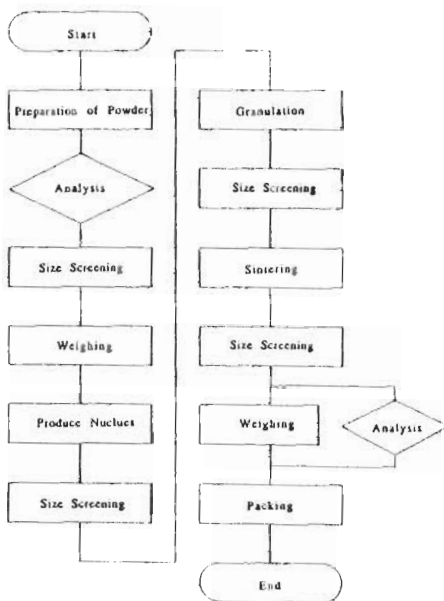 Start
Preparation of Powder
Analysis
Size Screening
Weighing
Produce Nuclues
Size Screening
Granulation
Size Screening
Sintering
Size Screening
Weighing
Analysis
Packing
End